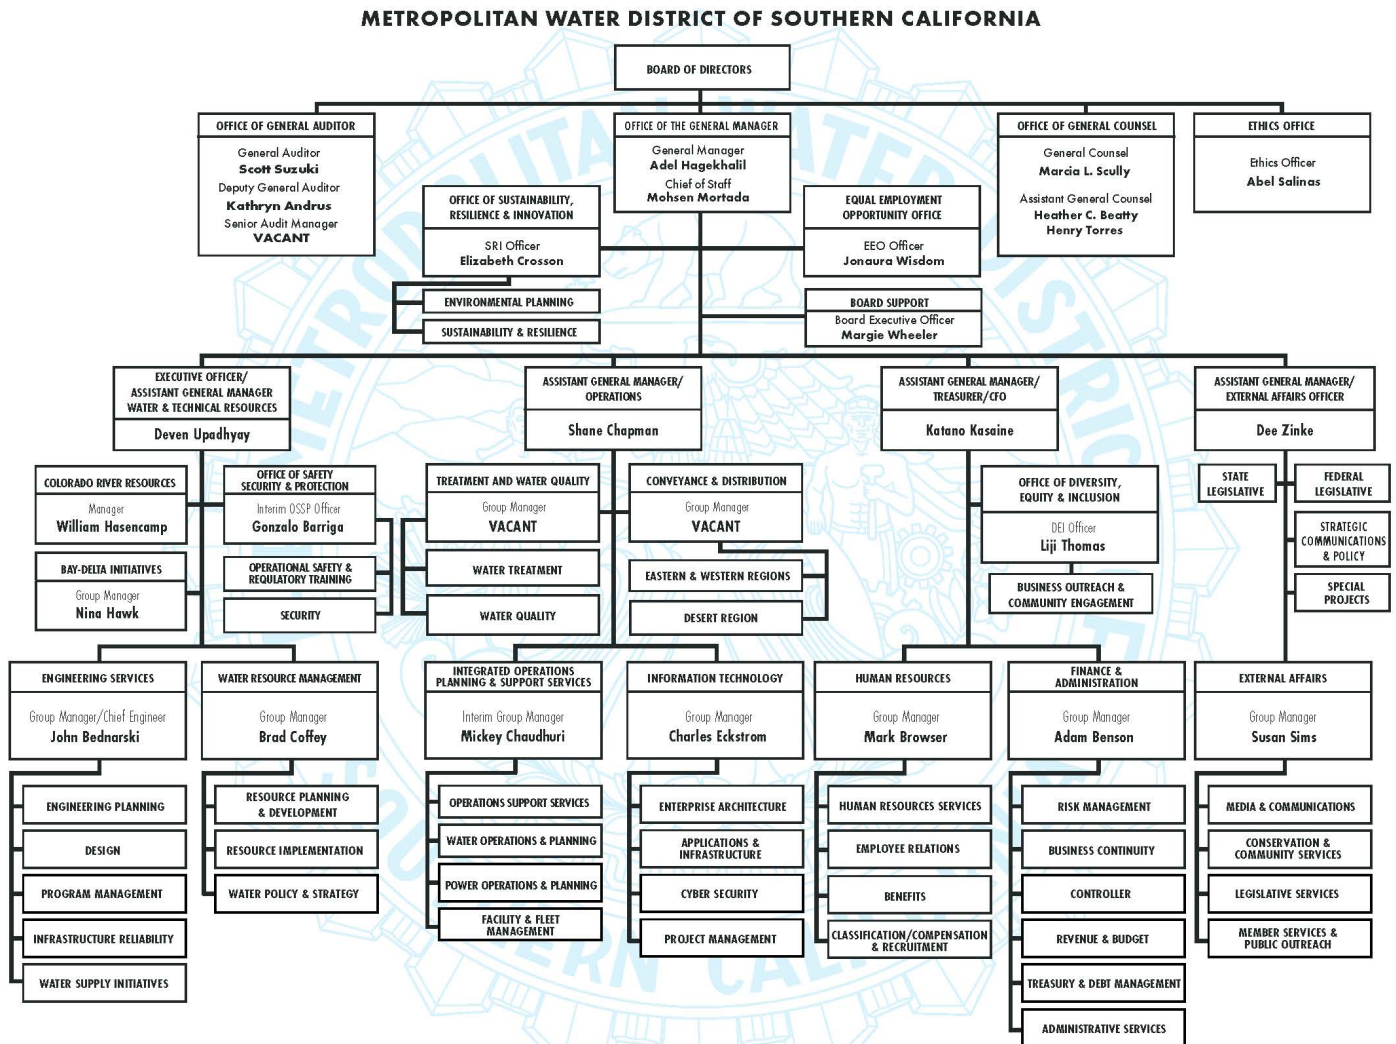 METROPOLITAN WATER DISTRICT OF SOUTHERN CALIFORNIA
BOARD OF DIRECTORS
OFFICE OF GENERAL AUDITOR
General Auditor
Scott Suzuki
Deputy General Auditor
Kathryn Andrus
Senior Audit Manager
VACANT
OFFICE OF THE GENERAL MANAGER
General Manager
Adel Hagekhalil
Chief of Staff
Mohsen Mortada
OFFICE OF GENERAL COUNSEL
General Counsel
Marcia L. Scully
Assistant General Counsel
Heather C. Beatty
Henry Torres
ETHICS OFFICE
Ethics Officer
Abel Salinas
OFFICE OF SUSTAINABILITY,
RESILIENCE & INNOVATION
SRI Officer
Elizabeth Crosson
ENVIRONMENTAL PLANNING
SUSTAINABILITY & RESILIENCE
EQUAL EMPLOYMENT
OPPORTUNITY OFFICE
EEO Officer
Jonaura Wisdom
BOARD SUPPORT
Board Executive Officer
Margie Wheeler
EXECUTIVE OFFICER/
ASSISTANT GENERAL MANAGER
WATER & TECHNICAL RESOURCES
Deven Upadhyay
ASSISTANT GENERAL MANAGER/
OPERATIONS
Shane Chapman
ASSISTANT GENERAL MANAGER/
TREASURER/CFO
Katano Kasaine
ASSISTANT GENERAL MANAGER/
EXTERNAL AFFAIRS OFFICER
Dee Zinke
COLORADO RIVER RESOURCES
Manager
William Hasencamp
BAY-DELTA INITIATIVES
Group Manager
Nina Hawk
OFFICE OF SAFETY
SECURITY & PROTECTION
Interim OSSP Officer
Gonzalo Barriga
OPERATIONAL SAFETY &
REQULATORY TRAINING
SECURITY
TREATMENT AND WATER QUALITY
Group Manager
VACANT
WATER TREATMENT
WATER QUALITY
CONVEYANCE & DISTRIBUTION
Group Manager
VACANT
EASTERN & WESTERN REGIONS
DESERT REGION
OFFICE OF DIVERSITY,
EQUITY & INCLUSION
DEI Officer
Liji Thomas
BUSINESS OUTREACH &
COMMUNITY ENGAGEMENT
STATE
LEGISLATIVE
FEDERAL
LEGISLATIVE
STRATEGIC
COMMUNICATIONS
& POLICY
SPECIAL
PROJECTS
ENGINEERING SERVICES
Group Manager/Chief Engineer
John Bednarski
ENGINEERING PLANNING
DESIGN
PROGRAM MANAGEMENT
INFRASTRUCTURE RELIABILITY
WATER SUPPLY INITIATIVES
WATER RESOURCE MANAGEMENT
Group Manager
Brad Coffey
RESOURCE PLANNING
& DEVELOPMENT
RESOURCE IMPLEMENTATION
WATER POLICY & STRATEGY
INTEGRATED OPERATIONS
PLANNING & SUPPORT SERVICES
Interim Group Manager
Mickey Chaudhuri
OPERATIONS SUPPORT SERVICES
WATER OPERATIONS & PLANNING
POWER OPERATIONS & PLANNING
FACILITY & FLEET
MANAGEMENT
INFORMATION TECHNOLOGY
Group Manager
Charles Eckstrom
ENTERPRISE ARCHITECTURE
APPLICATIONS &
INFRASTRUCTURE
CYBER SECURITY
PROJECT MANAGEMENT
HUMAN RESOURCES
Group Manager
Mark Browser
HUMAN RESOURCES SERVICES
EMPLOYEE RELATIONS
BENEFITS
CLASSIFICATION/COMPENSATION
& RECRUITMENT
FINANCE &
ADMINISTRATION
Group Manager
Adam Benson
RISK MANAGEMENT
BUSINESS CONTINUITY
CONTROLLER
REVENUE & BUDGET
TREASURY & DEBT MANAGEMENT
ADMINISTRATIVE SERVICES
EXTERNAL AFFAIRS
Group Manager
Susan Sims
MEDIA & COMMUNICATIONS
CONSERVATION &
COMMUNITY SERVICES
LEGISLATIVE SERVICES
MEMBER SERVICES &
PUBLIC OUTREACH